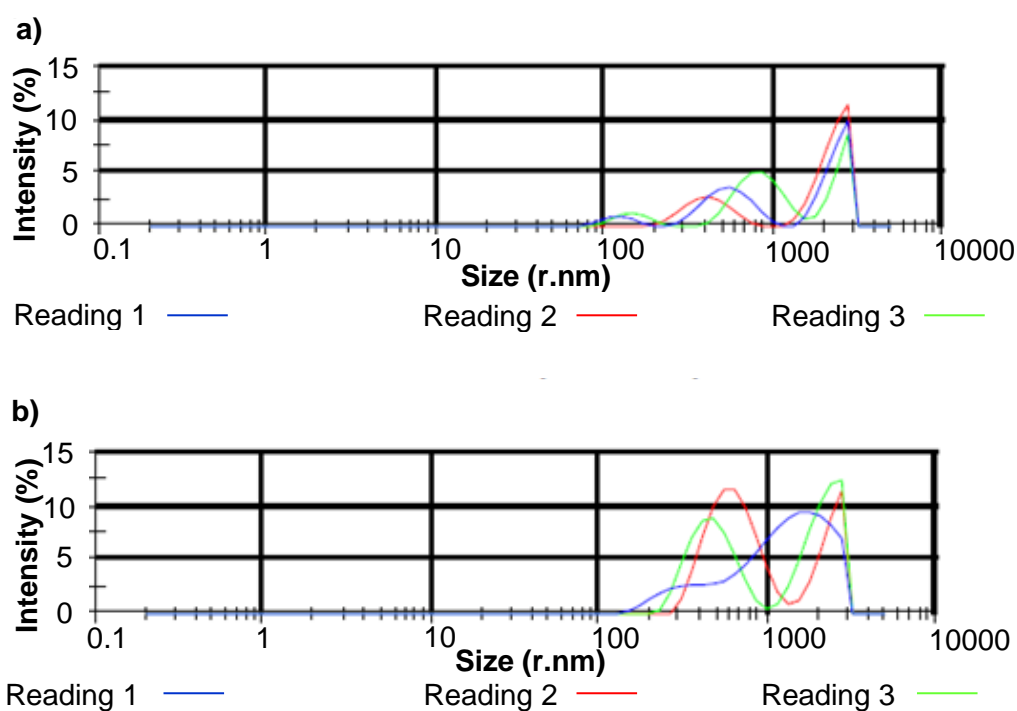 a)
Intensity (%)
15
10
5
0
0.1 1 10 100 1000 10000
Size (r.nm)
Reading 1 Reading 2 Reading 3
b)
Intensity (%)
15
10
5
0
0.1 1 10 100 1000 10000
Size (r.nm)
Reading 1 Reading 2 Reading 3